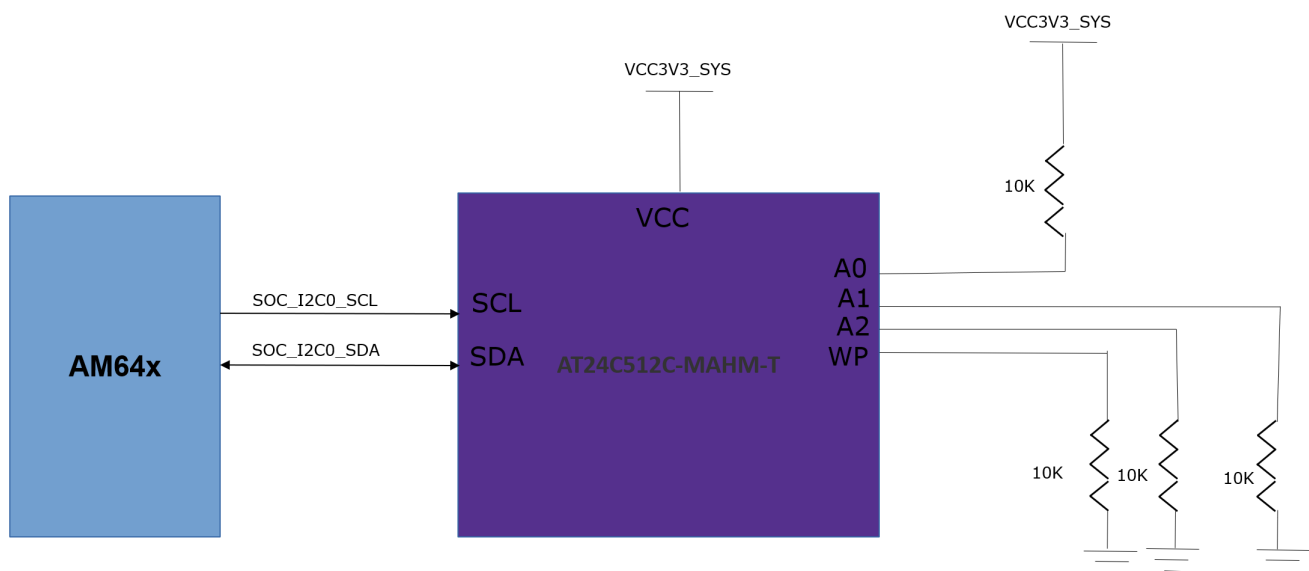 VCC3V3_SYS
VCC3V3_SYS
10K
VCC
A0
SOC_I2C0_SCL
SCL
A1
A2
SOC_I2C0_SDA
SDA
WP
AM64x
AT24C512C-MAHM-T
10K
10K
10K